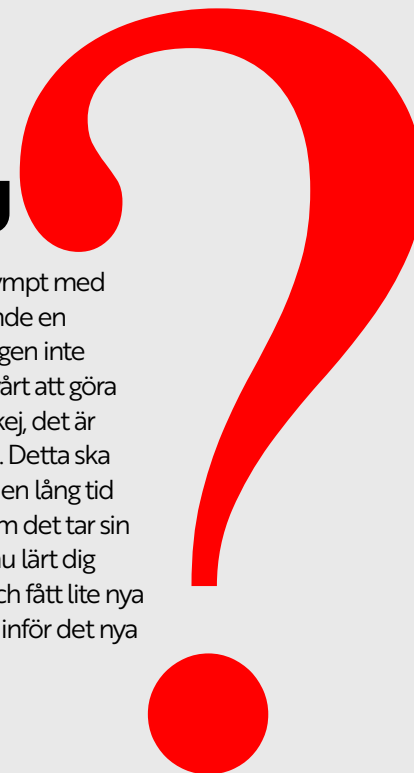 ?
ympt med
nde en
gen inte
årt att göra
kej, det är
. Detta ska
en lång tid
m det tar sin
u lärt dig
ch fått lite nya
inför det nya